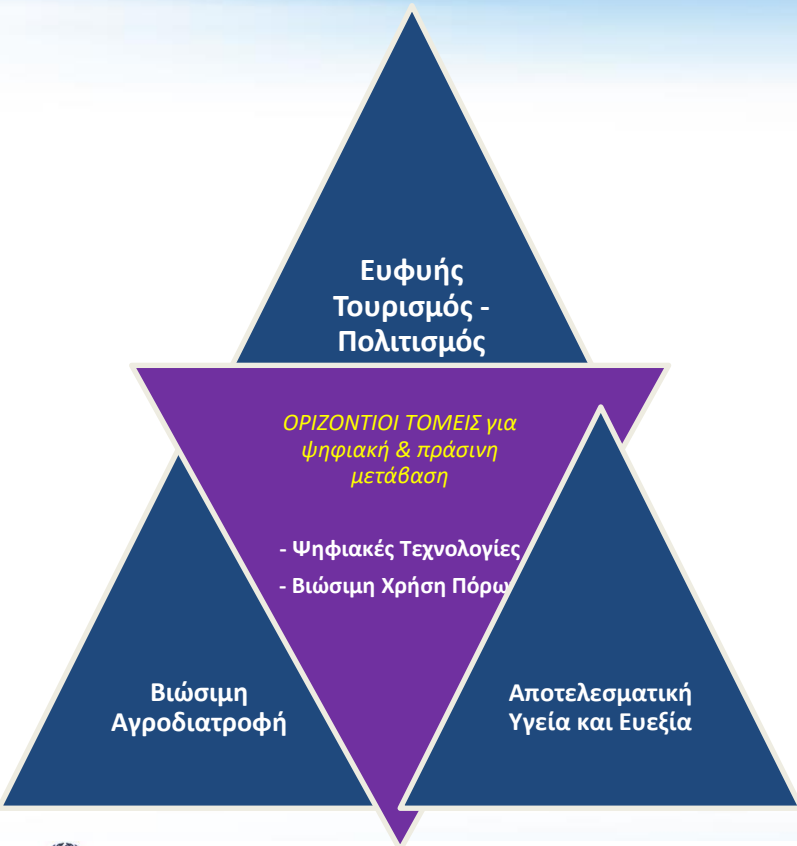 Ευφυής
Τουρισμός -
Πολιτισμός
ΟΡΙΖΟΝΤΙΟΙ ΤΟΜΕΙΣ για
ψηφιακή & πράσινη
μετάβαση
- Ψηφιακές Τεχνολογίες
- Βιώσιμη Χρήση
Βιώσιμη
Αγροδιατροφή
Αποτελεσματική
Υγεία και Ευεξία